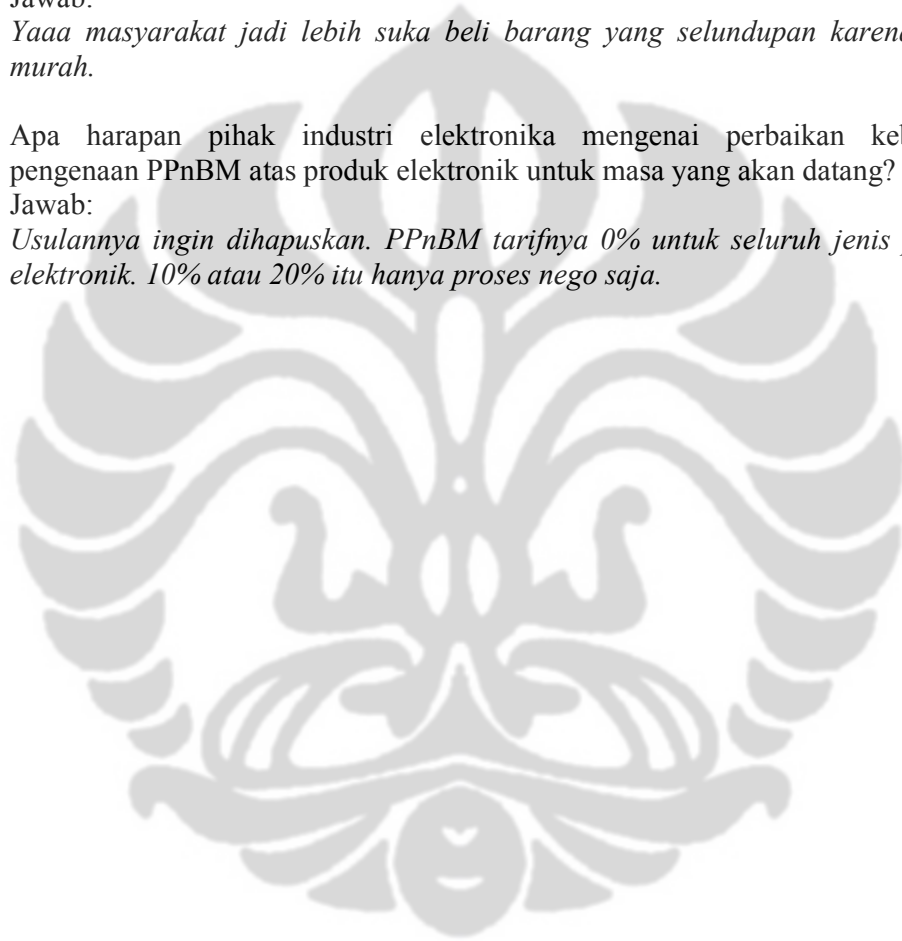 Jawab:
Yaaa masyarakat jadi lebih suka beli barang yang selundupan
murah.
Apa harapan pihak industri elektronika mengenai perbaikan
pengenaan PPnBM atas produk elektronik untuk masa yang akan datang?
Jawab:
Usulannya ingin dihapuskan. PPnBM tarifnya 0% untuk seluruh jenis
elektronik. 10% atau 20% itu hanya proses nego saja.